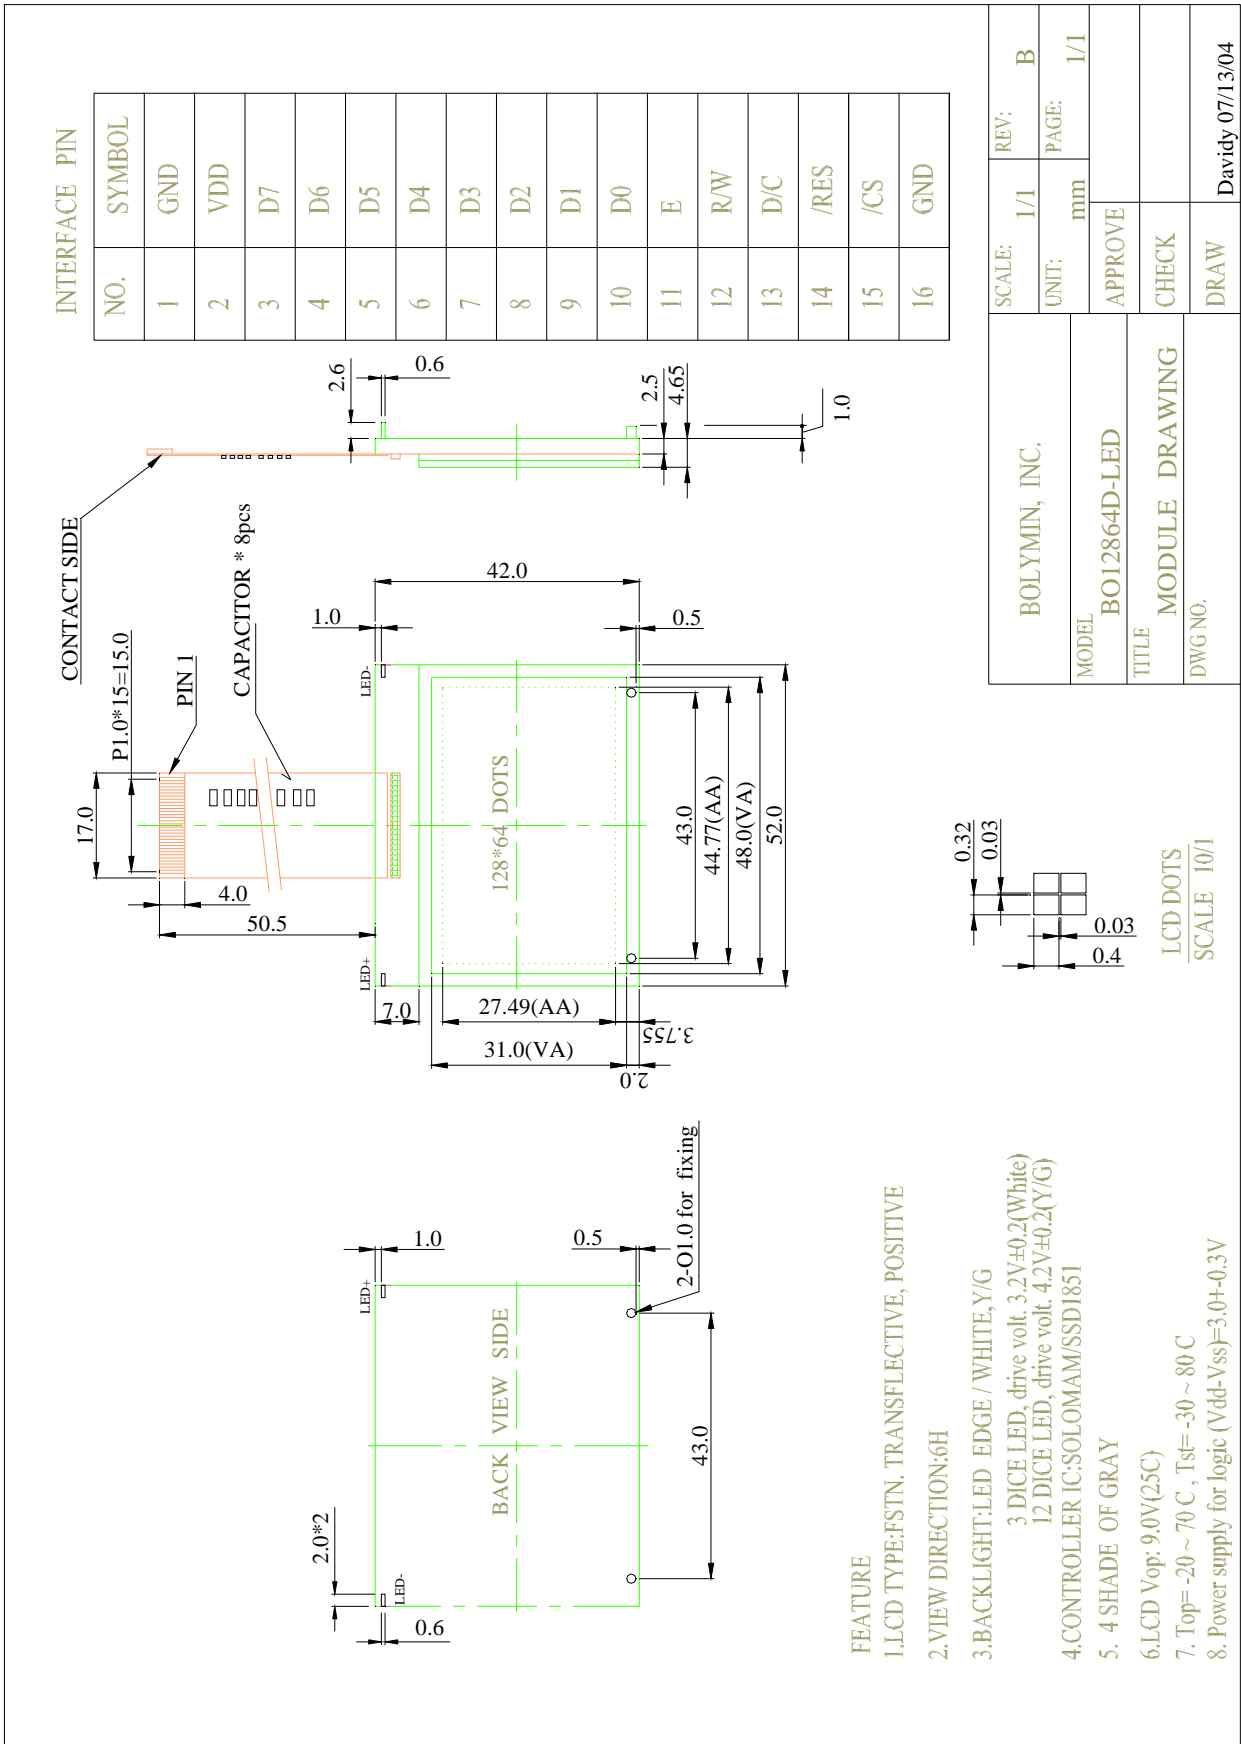 INTERFACE PIN
NO. SYMBOL
1 GND
2 VDD
3 D7
4 D6
5 D5
6 D4
7 D3
8 D2
9 D1
10 D0
11 E
12 R/W
13 D/C
14 /RES
15 /CS
16 GND
CONTACT SIDE
2.6
0.6
2.5
4.65
1.0
P1.0*15=15.0
17.0
PIN 1
CAPACITOR * 8pcs
4.0
50.5
1.0
42.0
0.5
LED-
LED+
128*64 DOTS
43.0
44.77(AA)
48.0(VA)
52.0
7.0
27.49(AA)
31.0(VA)
3.755
2.0
LED+
LED-
1.0
0.5
2-O1.0 for fixing
BACK VIEW SIDE
43.0
2.0*2
0.6
0.32
0.03
0.03
0.4
LCD DOTS
SCALE 10/1
FEATURE
1.LCD TYPE:FSTN, TRANSFLECTIVE, POSITIVE
2.VIEW DIRECTION:6H
3.BACKLIGHT:LED EDGE / WHITE,Y/G
3 DICE LED, drive volt. 3.2V±0.2(White)
12 DICE LED, drive volt. 4.2V±0.2(Y/G)
4.CONTROLLER IC:SOLOMAM/SSD1851
5. 4 SHADE OF GRAY
6.LCD Vop: 9.0V(25C)
7. Top= -20 ~ 70 C , Tst= -30 ~ 80 C
8. Power supply for logic (Vdd-Vss)=3.0+-0.3V
BOLYMIN, INC.
MODEL
BO12864D-LED
TITLE
MODULE DRAWING
DWG NO.
SCALE: 1/1
REV: B
UNIT: mm
PAGE: 1/1
APPROVE
CHECK
DRAW Davidy 07/13/04